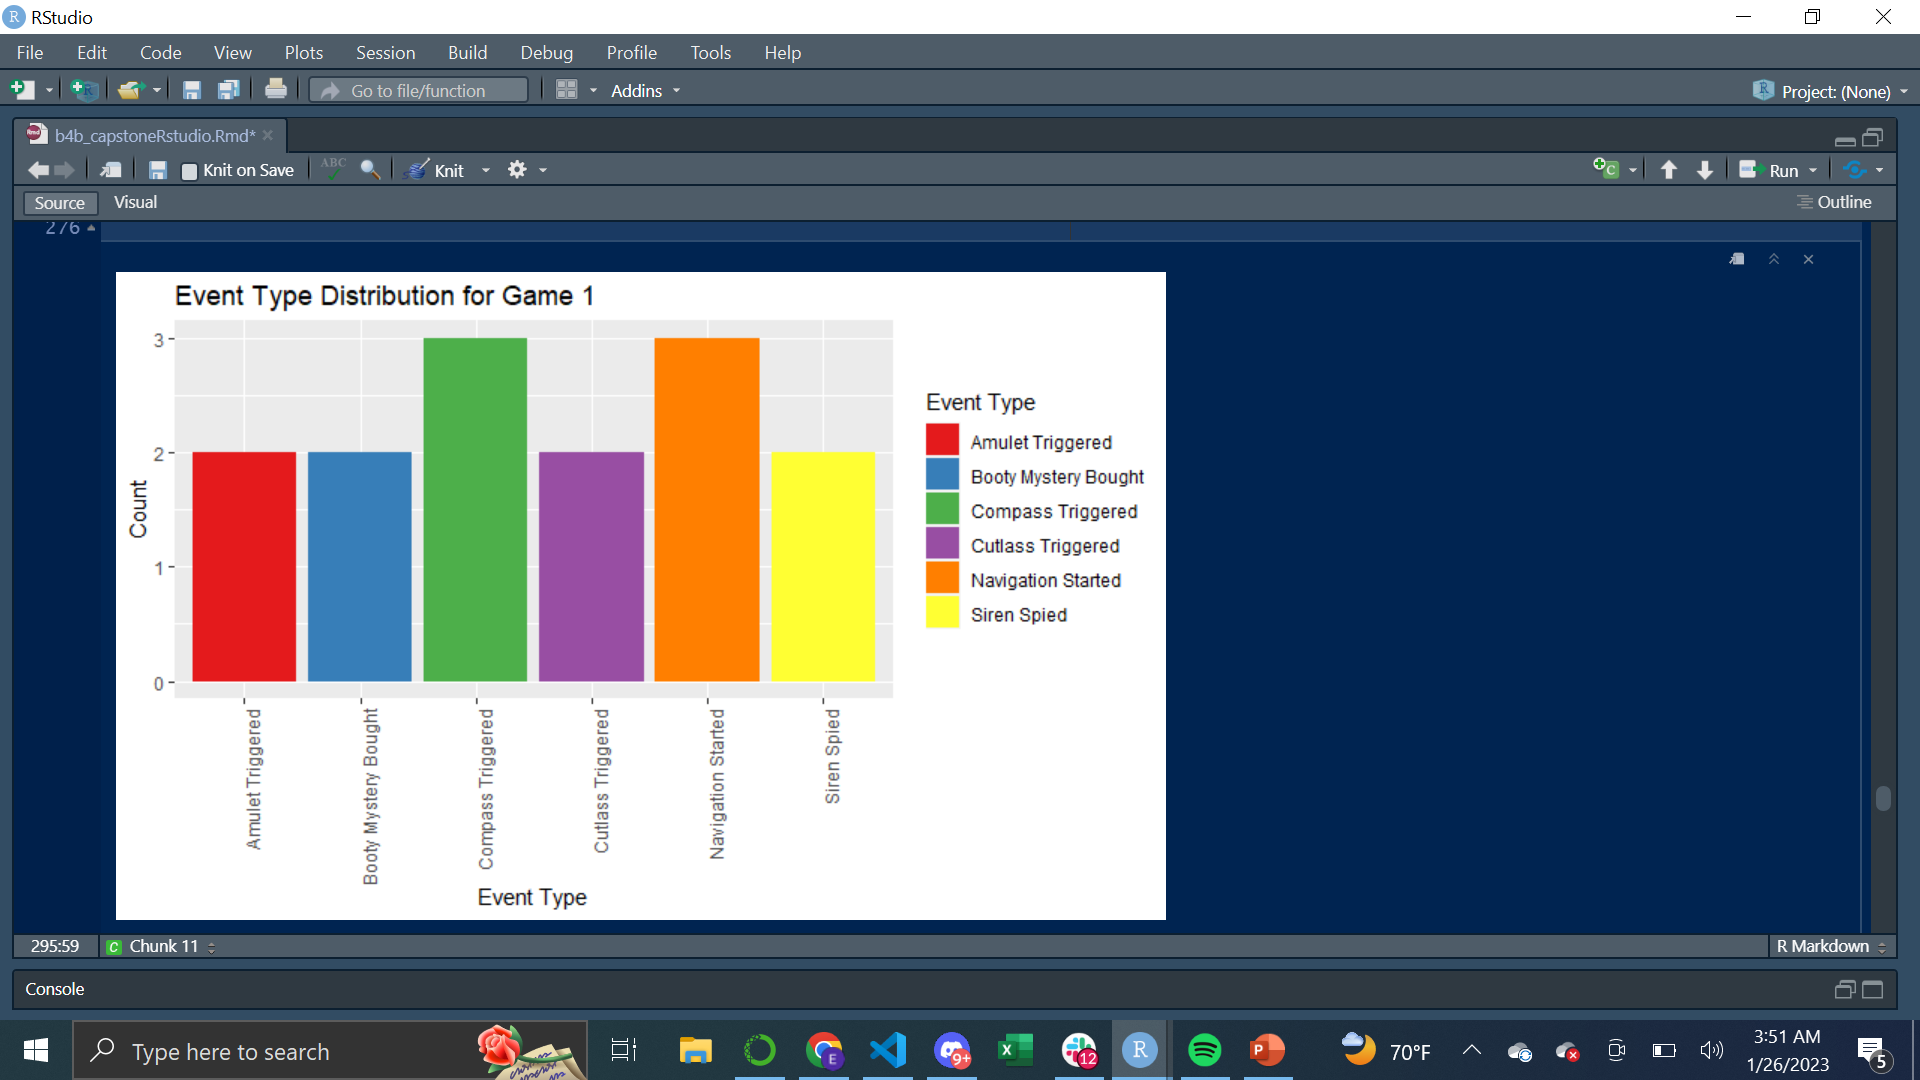 RStudio
File Edit Code View Plots Session Build Debug Profile Tools Help
Go to file/function Addins Project: (None)
b4b_capstoneRstudio.Rmd*
Knit on Save ABC Knit Run
Source Visual Outline
276
Event Type Distribution for Game 1
3
2
1
0
Count
Amulet Triggered
Booty Mystery Bought
Compass Triggered
Cutlass Triggered
Navigation Started
Siren Spied
Event Type
Event Type
Amulet Triggered
Booty Mystery Bought
Compass Triggered
Cutlass Triggered
Navigation Started
Siren Spied
295:59 C Chunk 11 R Markdown
Console
Type here to search
E
9+
X
12
R
P
70°F
3:51 AM
1/26/2023
5